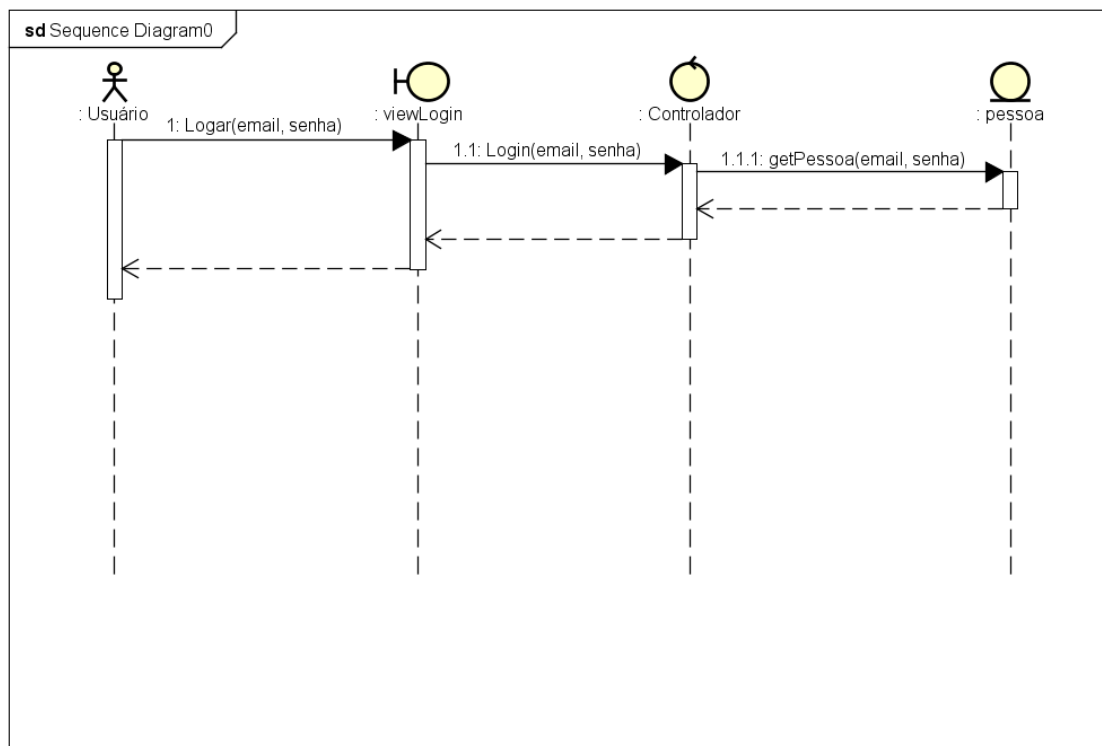 sd Sequence Diagram0
: Usuário
: viewLogin
: Controlador
: pessoa
1: Logar(email, senha)
1.1: Login(email, senha)
1.1.1: getPessoa(email, senha)